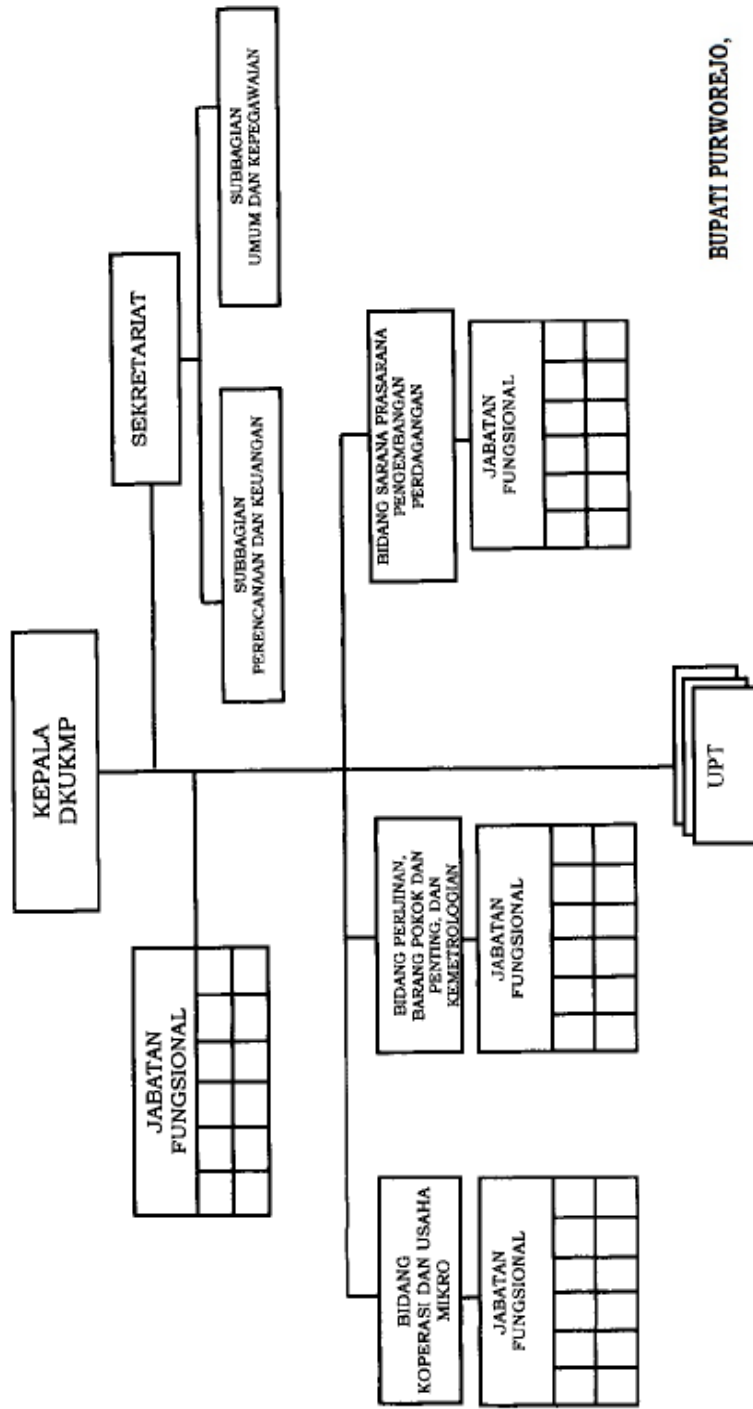 KEPALA
DKUKMP
SEKRETARIAT
JABATAN
FUNGSIONAL
SUBBAGIAN
PERENCANAAN DAN KEUANGAN
SUBBAGIAN
UMUM DAN KEPEGAWAIAN
BIDANG
KOPERASI DAN USAHA
MIKRO
BIDANG PERIJINAN,
BARANG POKOK DAN
PENTING, DAN
KEMETROLOGIAN
BIDANG SARANA PRASARANA
PENGEMBANGAN
PERDAGANGAN
JABATAN
FUNGSIONAL
JABATAN
FUNGSIONAL
JABATAN
FUNGSIONAL
UPT
BUPATI PURWOREJO,